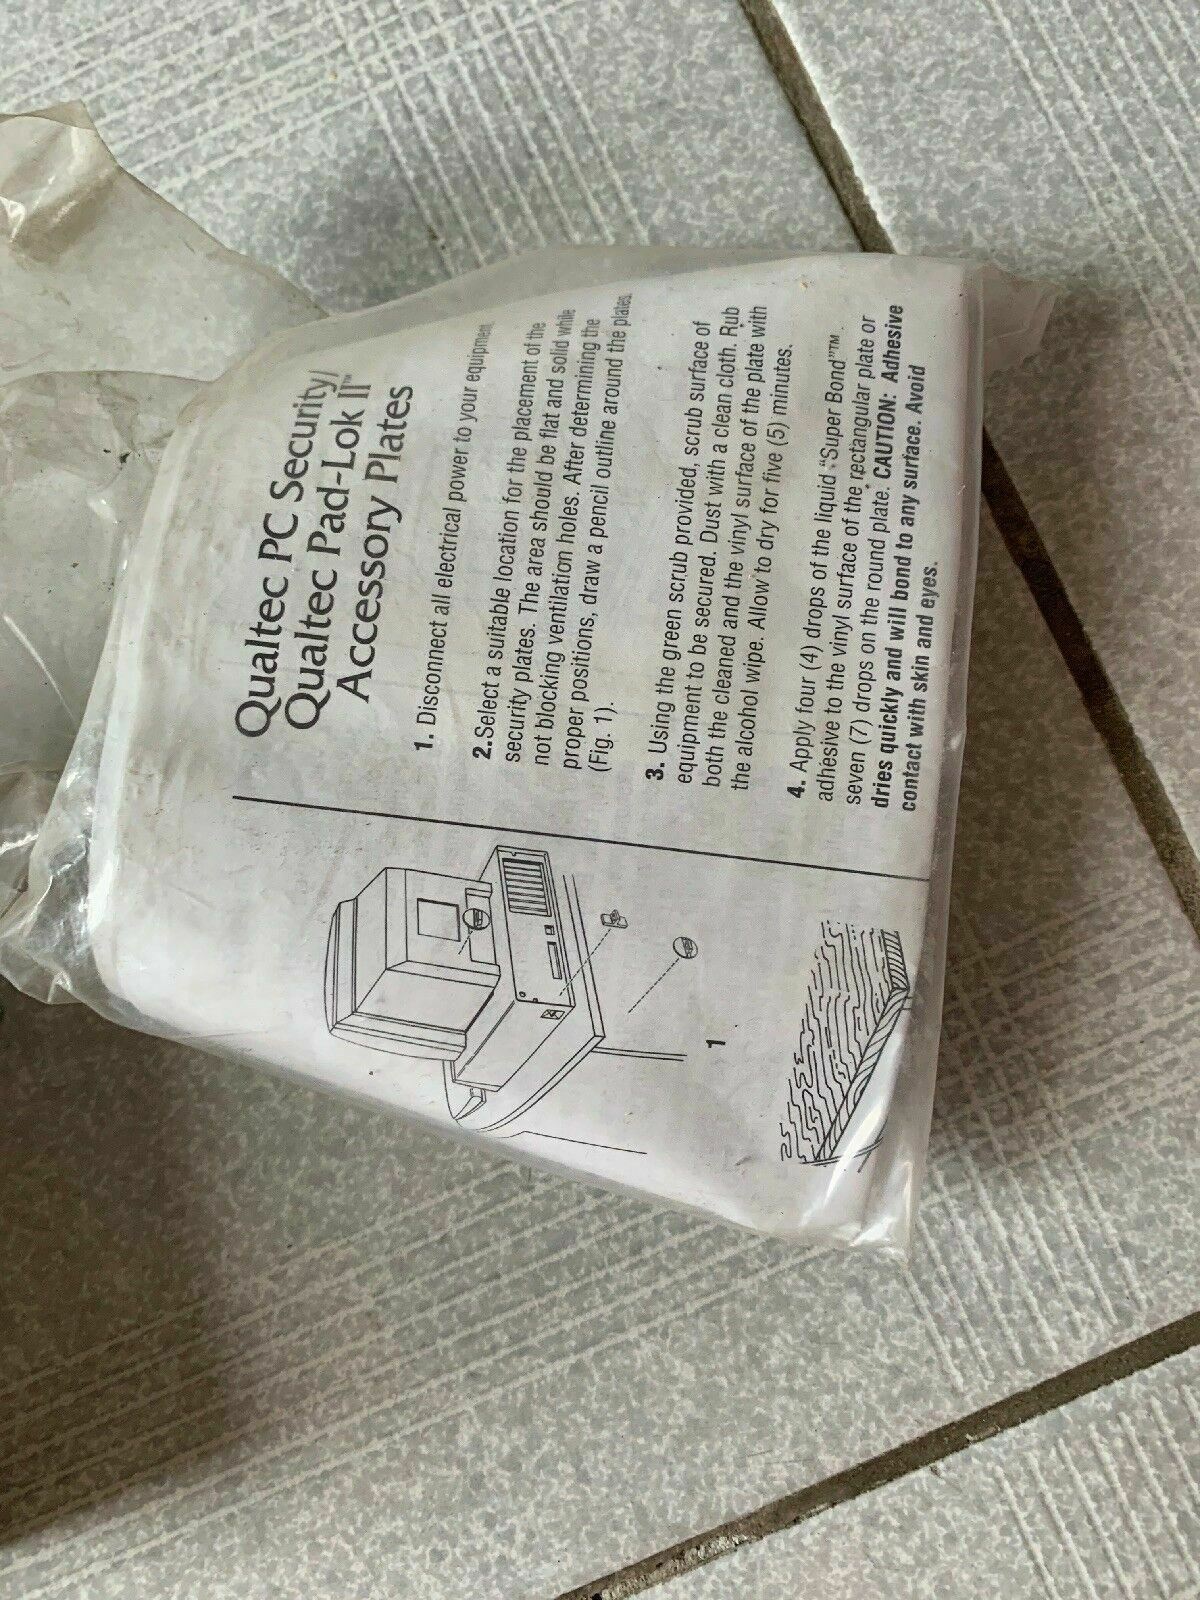 Qualtec PC Security/
Qualtec Pad-Lok II™
Accessory Plates
1. Disconnect all electrical power to your equipment.
2.Select a suitable location for the placement of the
security plates. The area should be flat and solid while
not blocking ventilation holes. After determining the
proper positions, draw a pencil outline around the plates.
(Fig. 1).
3. Using the green scrub provided, scrub surface of
equipment to be secured. Dust with a clean cloth. Rub
both the cleaned and the vinyl surface of the plate with
the alcohol wipe. Allow to dry for five (5) minutes.
4. Apply four (4) drops of the liquid “Super Bond”™
adhesive to the vinyl surface of the rectangular plate or
seven (7) drops on the round plate. CAUTION: Adhesive
dries quickly and will bond to any surface. Avoid
contact with skin and eyes.
1